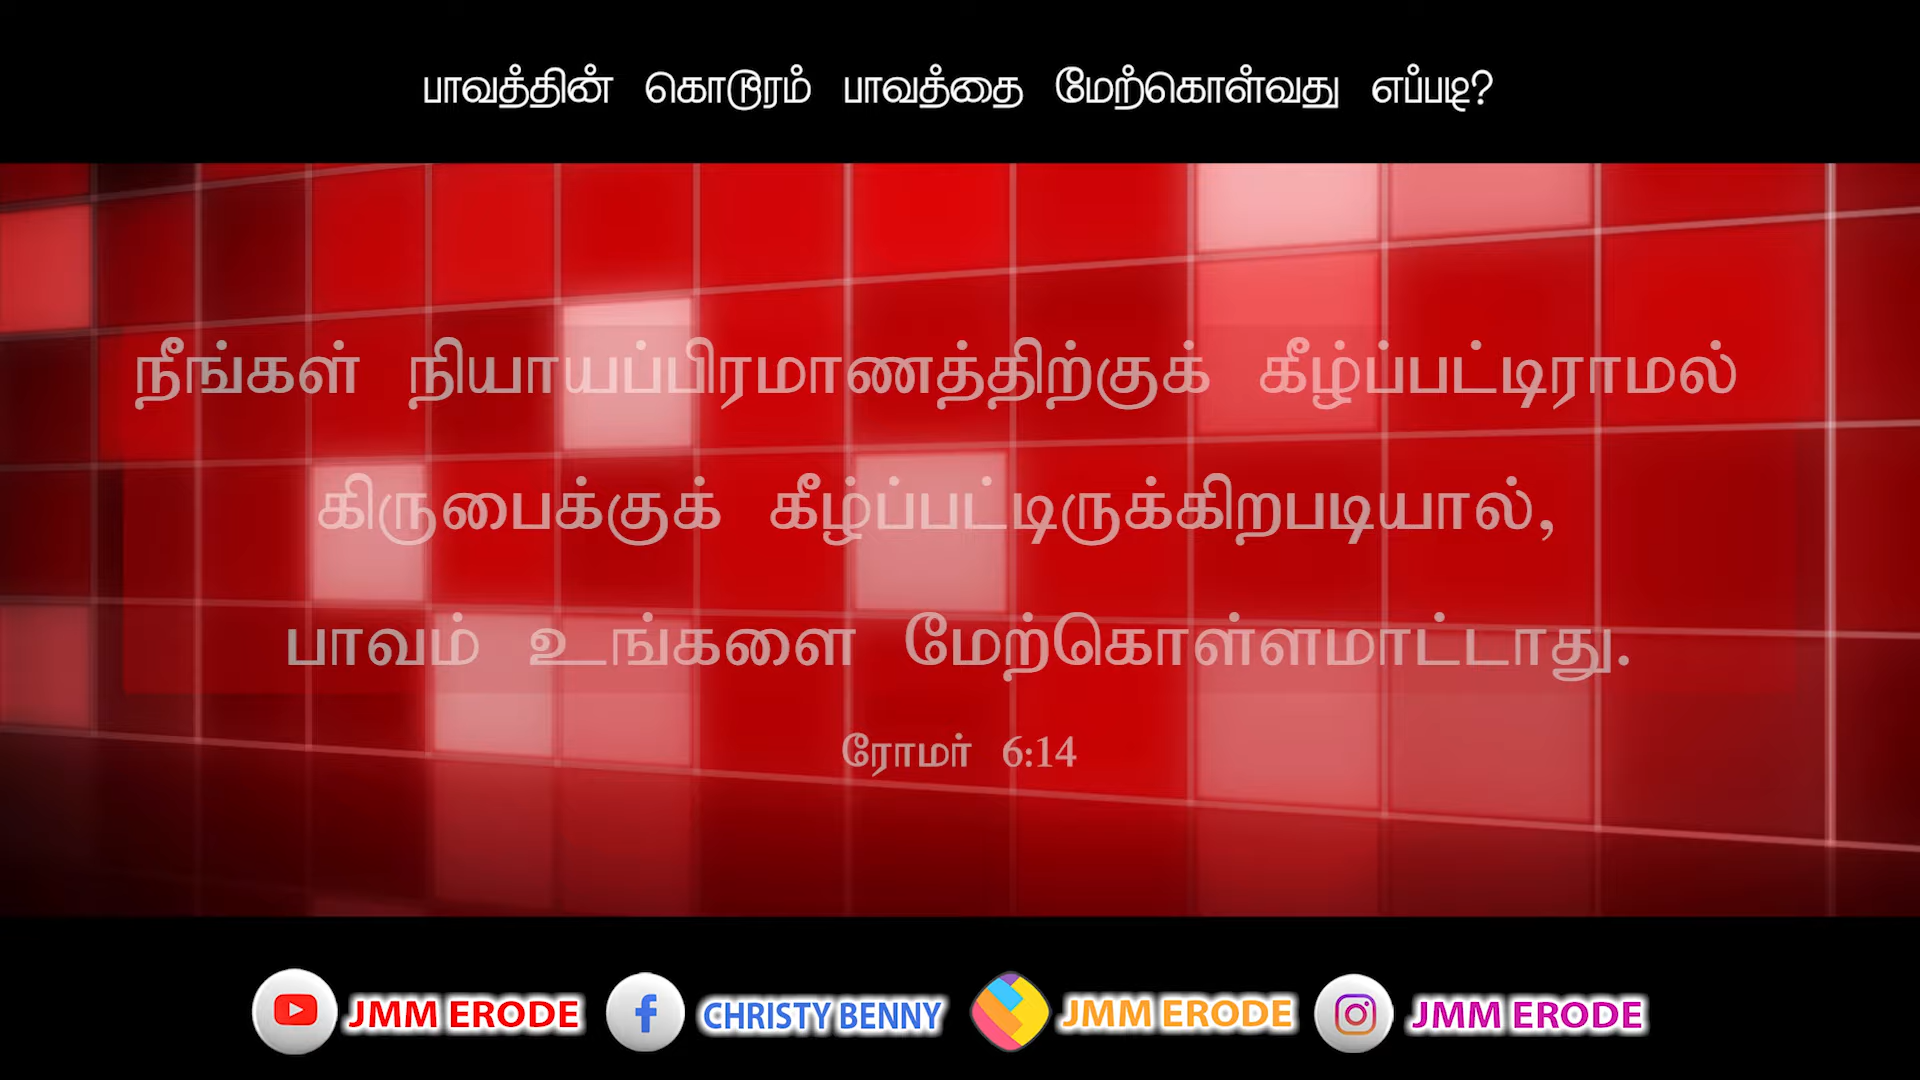 பாவத்தின் கொடூரம் பாவத்தை மேற்கொள்வது எப்படி?
நீங்கள் நியாயப்பிரமாணத்திற்குக் கீழ்ப்பட்டிராமல்
கிருபைக்குக் கீழ்ப்பட்டிருக்கிறபடியால்,
பாவம் உங்களை மேற்கொள்ளமாட்டாது.
ரோமர் 6:14
JMM ERODE CHRISTY BENNY JMM ERODE JMM ERODE